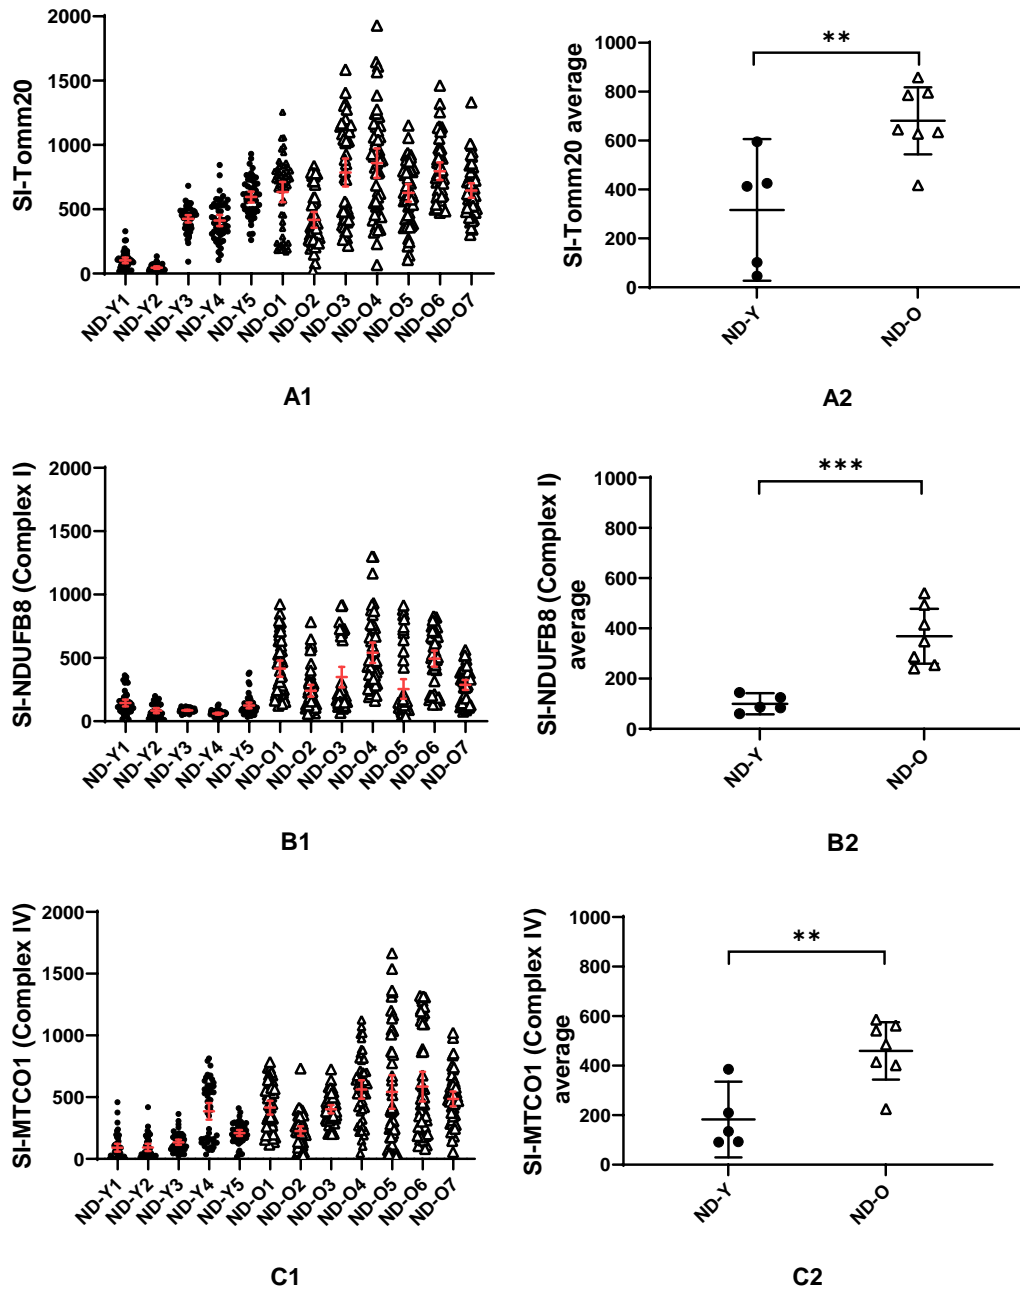 SI-Tomm20
2000
1500
1000
500
0
ND-Y1 ND-Y2 ND-Y3 ND-Y4 ND-Y5 ND-O1 ND-O2 ND-O3 ND-O4 ND-O5 ND-O6 ND-O7
A1
SI-Tomm20 average
1000
800
600
400
200
0
**
ND-Y ND-O
A2
SI-NDUFB8 (Complex I)
2000
1500
1000
500
0
ND-Y1 ND-Y2 ND-Y3 ND-Y4 ND-Y5 ND-O1 ND-O2 ND-O3 ND-O4 ND-O5 ND-O6 ND-O7
B1
SI-NDUFB8 (Complex I)
average
1000
800
600
400
200
0
***
ND-Y ND-O
B2
SI-MTCO1 (Complex IV)
2000
1500
1000
500
0
ND-Y1 ND-Y2 ND-Y3 ND-Y4 ND-Y5 ND-O1 ND-O2 ND-O3 ND-O4 ND-O5 ND-O6 ND-O7
C1
SI-MTCO1 (Complex IV)
average
1000
800
600
400
200
0
**
ND-Y ND-O
C2